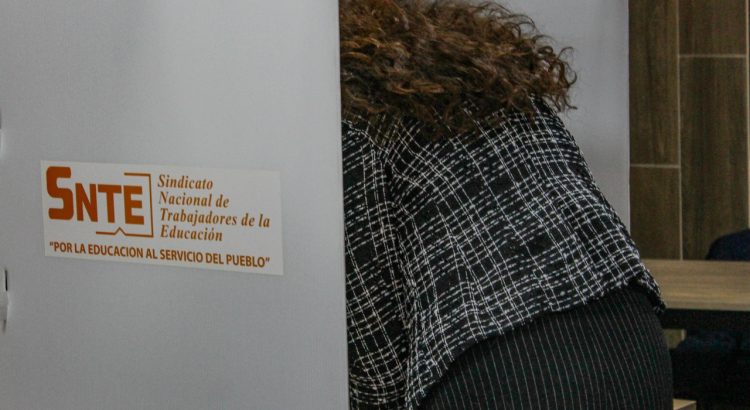 SNTE
Sindicato
Nacional de
Trabajadores de la
Educación
"POR LA EDUCACION AL SERVICIO DEL PUEBLO"